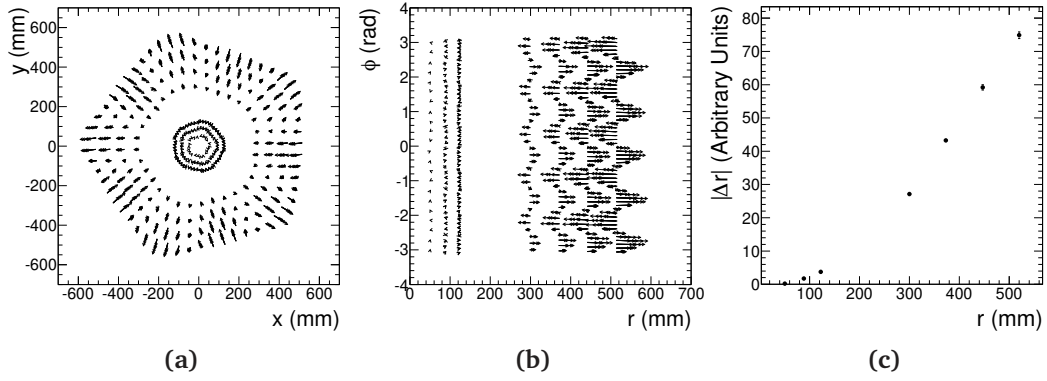 y (mm)
600
400
200
0
-200
-400
-600
-600 -400 -200 0 200 400 600
x (mm)
(a)
ϕ (rad)
4
3
2
1
0
-1
-2
-3
-4
0 100 200 300 400 500 600 700
r (mm)
(b)
|Δr| (Arbitrary Units)
80
70
60
50
40
30
20
10
0
100 200 300 400 500
r (mm)
(c)